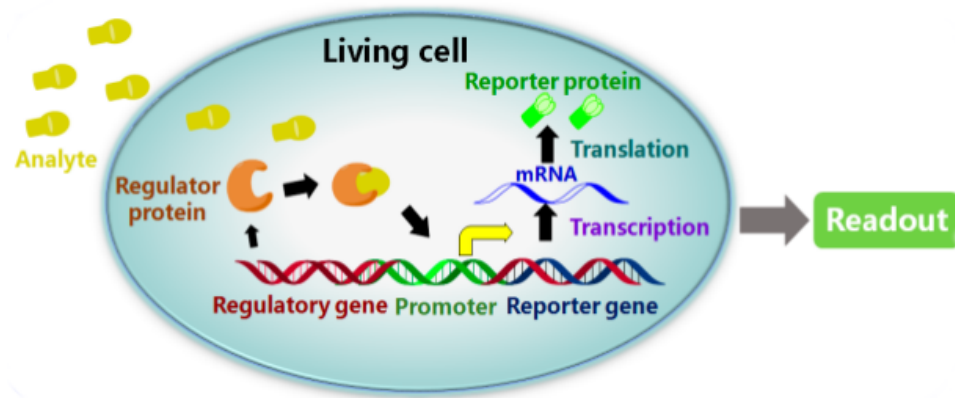 Living cell
Reporter protein
Analyte
Translation
mRNA
Regulator
protein
Transcription
Readout
Regulatory gene Promoter Reporter gene